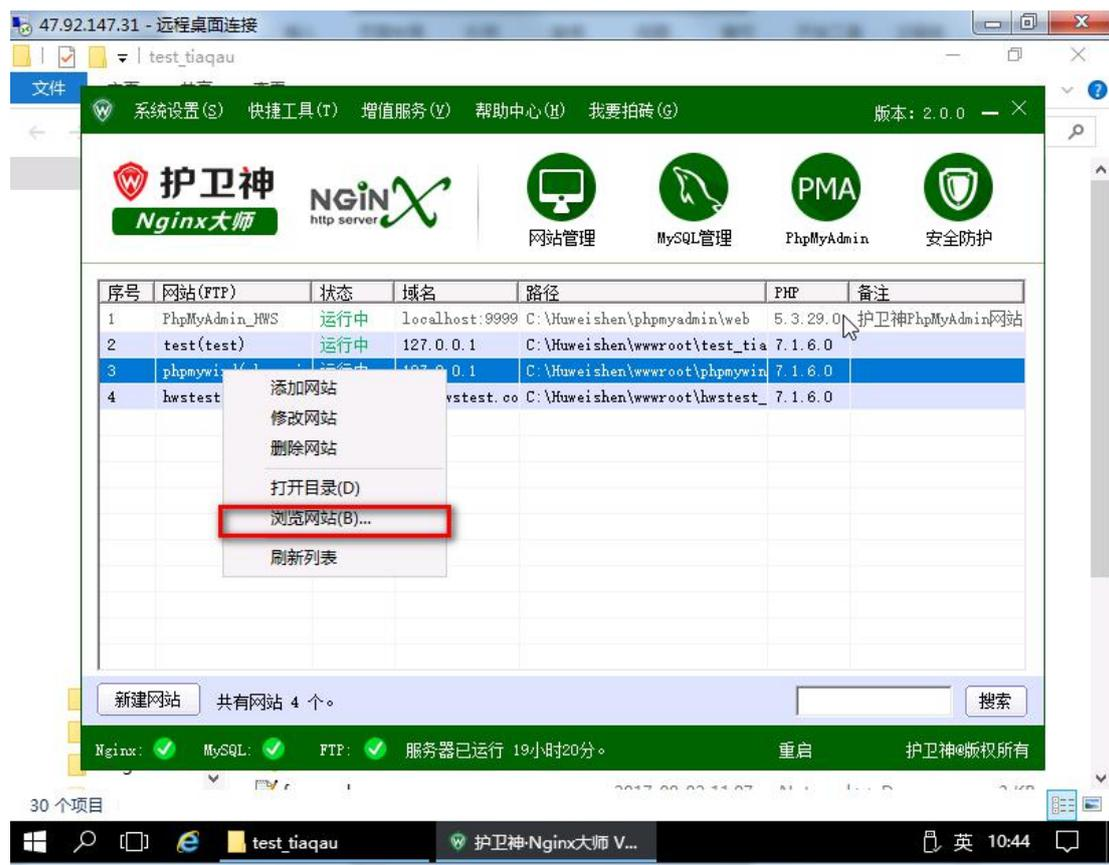 47.92.147.31 - 远程桌面连接
test_tiaqau
文件
系统设置(S) 快捷工具(T) 增值服务(V) 帮助中心(H) 我要拍砖(G) 版本: 2.0.0
护卫神
Nginx大师
NGiNX
http server
PMA
网站管理 MySQL管理 PhpMyAdmin 安全防护
序号 网站(FTP) 状态 域名 路径 PHP 备注
1 PhpMyAdmin_HWS 运行中 localhost:9999 C:\Huweishen\phpmyadmin\web 5.3.29.0 护卫神PhpMyAdmin网站
2 test(test) 运行中 127.0.0.1 C:\Huweishen\wwwroot\test_tia 7.1.6.0
3 phpmywi 运行中 127.0.0.1 C:\Huweishen\wwwroot\phpmywin 7.1.6.0
4 hwstest wstest.co C:\Huweishen\wwwroot\hwstest_ 7.1.6.0
添加网站
修改网站
删除网站
打开目录(D)
浏览网站(B)...
刷新列表
新建网站 共有网站 4 个。 搜索
Nginx: MySQL: FTP: 服务器已运行 19小时20分。 重启 护卫神®版权所有
30 个项目
test_tiaqau 护卫神·Nginx大师 V... 英 10:44